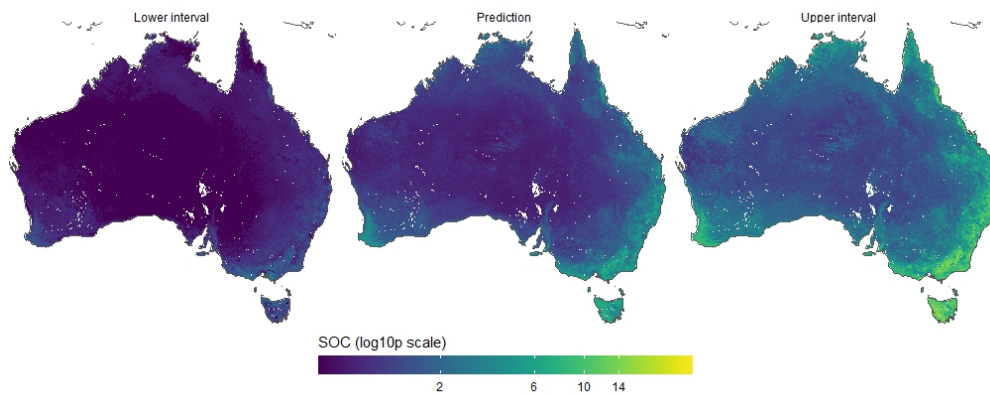 Lower interval
Prediction
Upper interval
SOC (log10p scale)
2 6 10 14